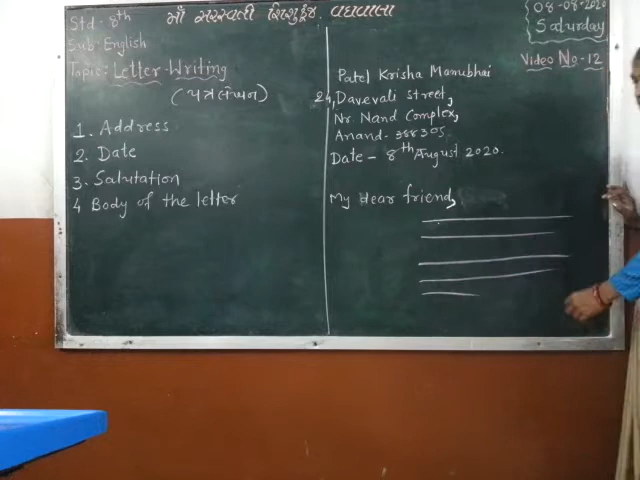 માઁ સરસ્વતી શિશુકુંજ વઘવાલા
Std:- 8th
Sub:- English
Topic:- Letter-Writing
(પત્રલેખન)
1. Address
2. Date
3. Salutation
4 Body of the letter
08-08-2020
Saturday
Video No-12
Patel Krisha Manubhai
24, Davevali street,
Nr Nand Complex,
Anand- 388305.
Date - 8th August 2020.
My dear friend,